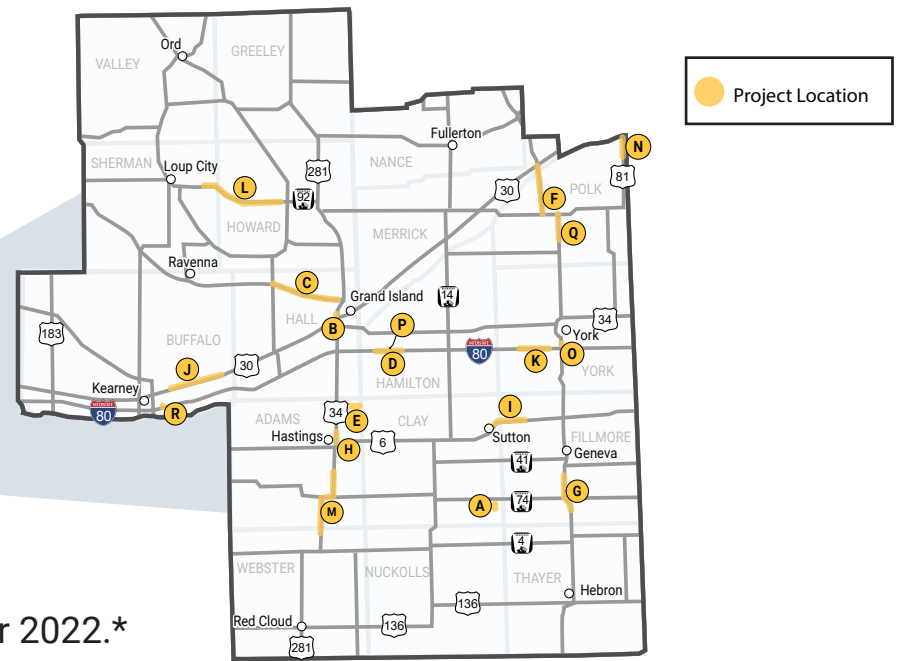 Ord
GREELEY
VALLEY
Project Location
Fullerton
N
SHERMAN
Loup City
281
NANCE
81
L
92
30
F
POLK
HOWARD
MERRICK
Q
Ravenna
C
Grand Island
14
HALL
34
183
B
P
York
BUFFALO
INTERSTATE
80
K
O
J
30
D
YORK
Kearney
HAMILTON
INTERSTATE
80
R
ADAMS
34
E
CLAY
I
Hastings
H
6
Sutton
FILLMORE
Geneva
41
M
A
74
G
4
WEBSTER
NUCKOLLS
THAYER
Hebron
136
Red Cloud
136
281
r 2022.*